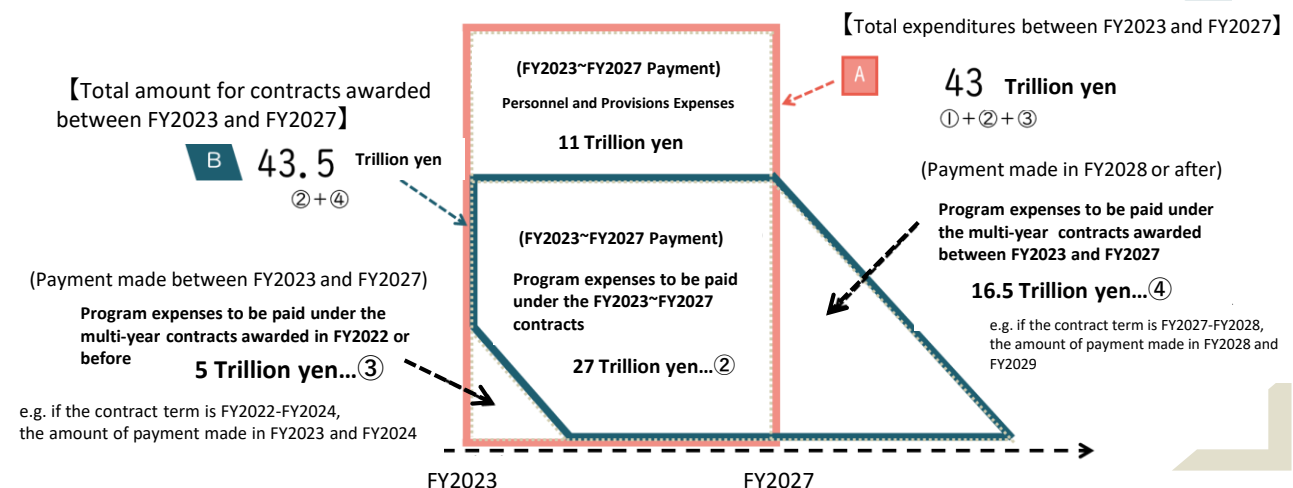 【Total expenditures between FY2023 and FY2027】
A
43 Trillion yen
①+②+③
【Total amount for contracts awarded
between FY2023 and FY2027】
B 43.5 Trillion yen
②+④
(FY2023~FY2027 Payment)
Personnel and Provisions Expenses
11 Trillion yen
(Payment made in FY2028 or after)
Program expenses to be paid under
the multi-year contracts awarded
between FY2023 and FY2027
16.5 Trillion yen…④
e.g. if the contract term is FY2027-FY2028,
the amount of payment made in FY2028 and
FY2029
(FY2023~FY2027 Payment)
Program expenses to be paid
under the FY2023~FY2027
contracts
27 Trillion yen…②
(Payment made between FY2023 and FY2027)
Program expenses to be paid under the
multi-year contracts awarded in FY2022 or
before
5 Trillion yen…③
e.g. if the contract term is FY2022-FY2024,
the amount of payment made in FY2023 and FY2024
FY2023
FY2027